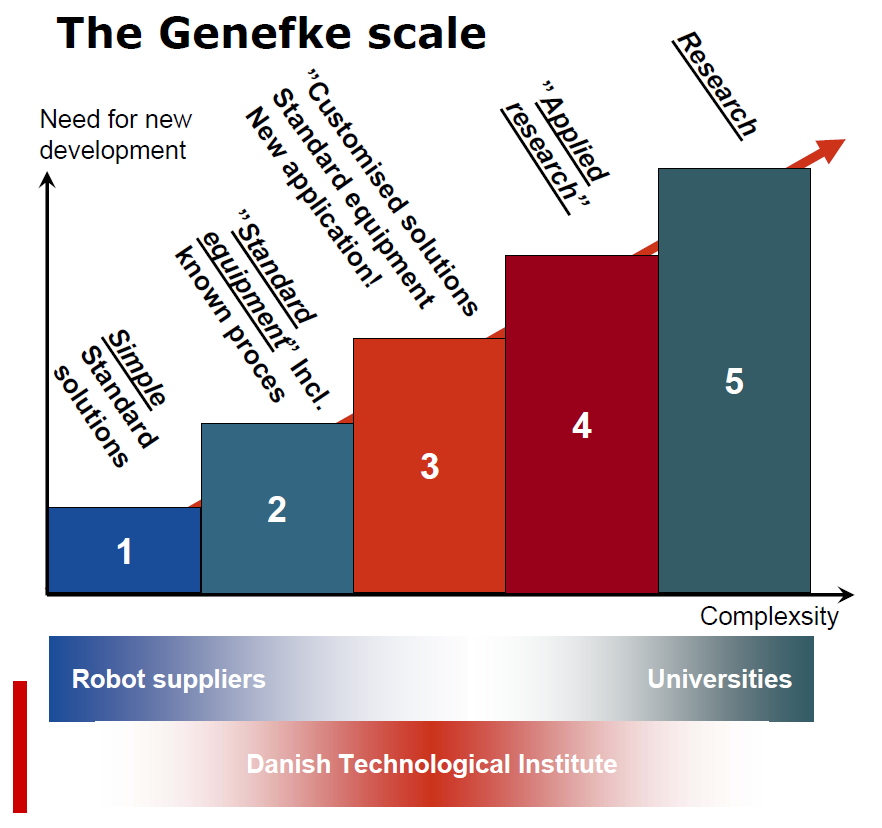 The Genefke scale
Need for new
development
Simple
Standard
solutions
”Standard
equipment” Incl.
known proces
”Customised solutions
Standard equipment
New application!
”Applied
research”
Research
1
2
3
4
5
Complexsity
Robot suppliers
Universities
Danish Technological Institute